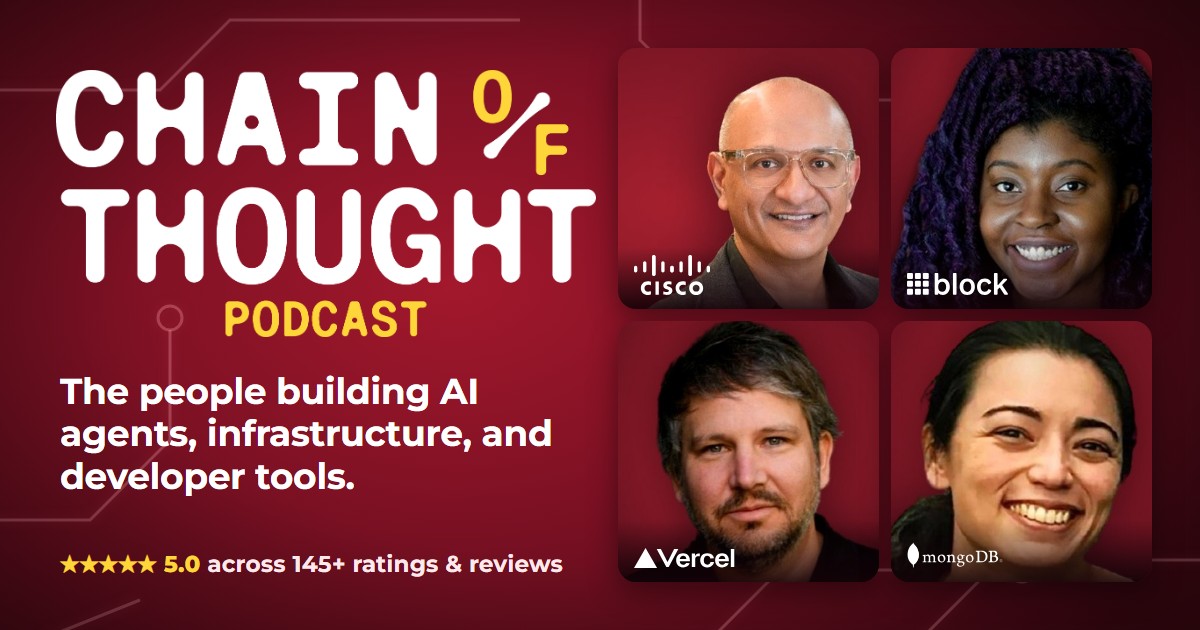 CHAIN OF
THOUGHT
PODCAST
The people building AI
agents, infrastructure, and
developer tools.
★★★★★ 5.0 across 145+ ratings & reviews
CISCO
block
Vercel
mongoDB